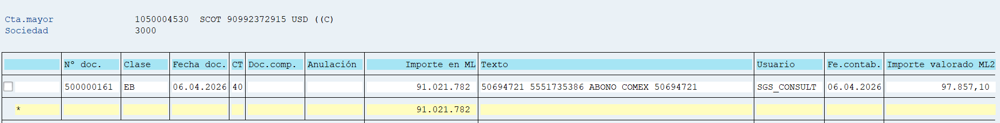 Cta.mayor 1050004530 SCOT 90992372915 USD ((C)
Sociedad 3000
Nº doc. Clase Fecha doc. CT Doc.comp. Anulación Importe en ML Texto Usuario Fe.contab. Importe valorado ML2
500000161 EB 06.04.2026 40 91.021.782 50694721 5551735386 ABONO COMEX 50694721 SGS_CONSULT 06.04.2026 97.857,10
* 91.021.782